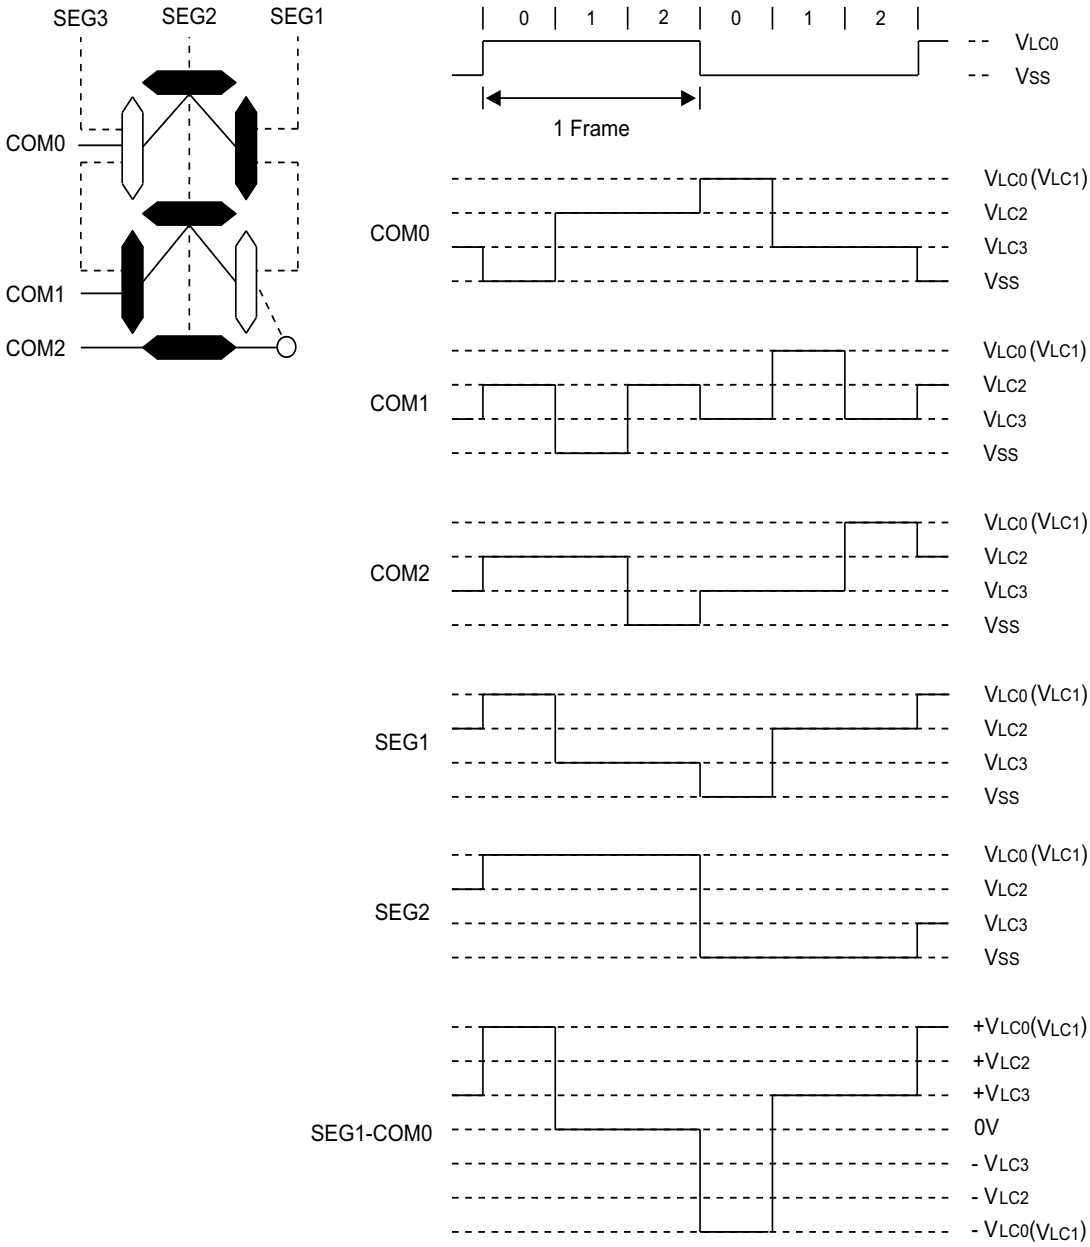 SEG3 SEG2 SEG1
COM0
COM1
COM2
0 1 2 0 1 2
VLC0
VSS
1 Frame
COM0
VLC0(VLC1)
VLC2
VLC3
VSS
COM1
VLC0(VLC1)
VLC2
VLC3
VSS
COM2
VLC0(VLC1)
VLC2
VLC3
VSS
SEG1
VLC0(VLC1)
VLC2
VLC3
VSS
SEG2
VLC0(VLC1)
VLC2
VLC3
VSS
SEG1-COM0
+VLC0(VLC1)
+VLC2
+VLC3
0V
- VLC3
- VLC2
- VLC0(VLC1)